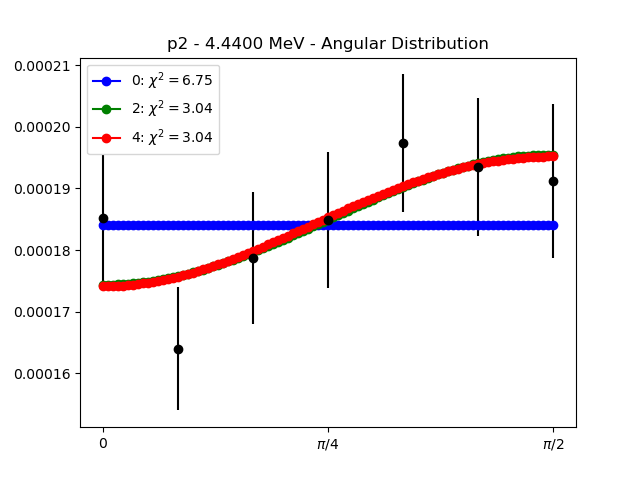 p2 - 4.4400 MeV - Angular Distribution
0.00021
0.00020
0.00019
0.00018
0.00017
0.00016
0: χ² = 6.75
2: χ² = 3.04
4: χ² = 3.04
0
π/4
π/2